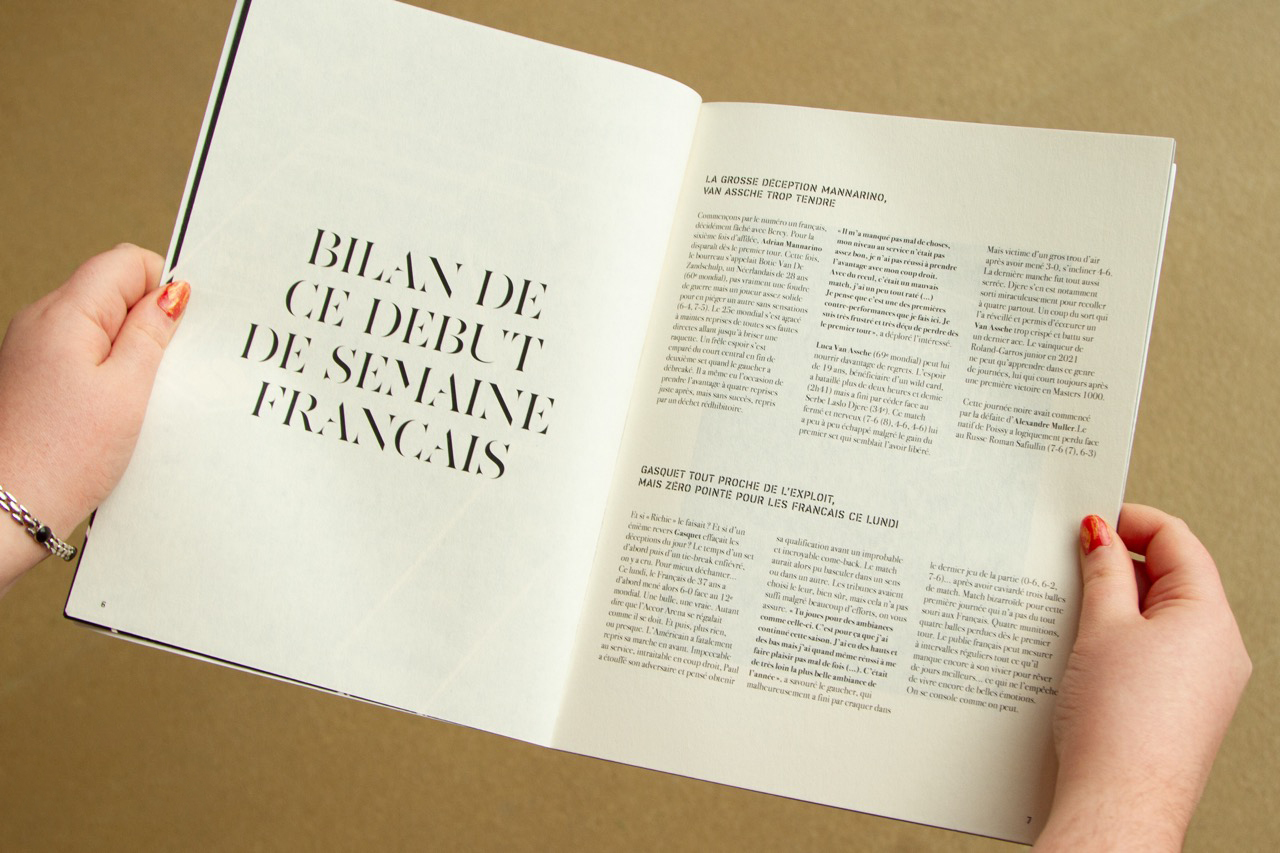 BILAN DE
CE DEBUT
DE SEMAINE
FRANCAIS
6
LA GROSSE DÉCEPTION MANNARINO,
VAN ASSCHE TROP TENDRE
Commençons par le numéro un français,
décidément fâché avec Bercy. Pour la
sixième fois d'affilée, Adrian Mannarino
disparaît dès le premier tour. Cette fois,
le bourreau s'appelait Botic Van De
Zandschulp, un Néerlandais de 28 ans
(60e mondial), pas vraiment une foudre
de guerre mais un joueur assez solide
pour en piéger un autre sans sensations
(6-4, 7-5). Le 25e mondial s'est agacé
à maintes reprises de toutes ses fautes
directes allant jusqu'à briser une
raquette. Un frêle espoir s'est
emparé du court central en fin de
deuxième set quand le gaucher a
débreaké. Il a même eu l'occasion de
prendre l'avantage à quatre reprises
juste après, mais sans succès, repris
par un déchet rédhibitoire.
« Il m'a manqué pas mal de choses,
mon niveau au service n'était pas
assez bon, je n'ai pas réussi à prendre
l'avantage avec mon coup droit.
Avec du recul, c'était un mauvais
match, j'ai un peu tout raté (...)
Je pense que c'est une des premières
contre-performances que je fais ici. Je
suis très frustré et très déçu de perdre dès
le premier tour », a déploré l'intéressé.
Luca Van Assche (69e mondial) peut lui
nourrir davantage de regrets. L'espoir
de 19 ans, bénéficiaire d'un wild card,
a bataillé plus de deux heures et demie
(2h41) mais a fini par céder face au
Serbe Laslo Djere (34e). Ce match
fermé et nerveux (7-6 (8), 4-6, 4-6) lui
a peu à peu échappé malgré le gain du
premier set qui semblait l'avoir libéré.
Mais victime d'un gros trou d'air
après avoir mené 3-0, s'incliner 4-6.
La dernière manche fut tout aussi
serrée. Djere s'en est notamment
sorti miraculeusement pour recoller
à quatre partout. Un coup du sort qui
l'a réveillé et permis d'écœurer un
Van Assche trop crispé et battu sur
un dernier ace. Le vainqueur de
Roland-Garros junior en 2021
ne peut qu'apprendre dans ce genre
de journées, lui qui court toujours après
une première victoire en Masters 1000.
Cette journée noire avait commencé
par la défaite d'Alexandre Muller. Le
natif de Poissy a logiquement perdu face
au Russe Roman Safiullin (7-6 (7), 6-3)
GASQUET TOUT PROCHE DE L'EXPLOIT,
MAIS ZÉRO POINTÉ POUR LES FRANCAIS CE LUNDI
Et si « Richie » le faisait ? Et si d'un
énième revers Gasquet effaçait les
déceptions du jour ? Le temps d'un set
d'abord puis d'un tie-break enfiévré,
on y a cru. Pour mieux déchanter...
Ce lundi, le Français de 37 ans a
d'abord mené alors 6-0 face au 12e
mondial. Une bulle, une vraie. Autant
dire que l'Accor Arena se régalait
comme il se doit. Et puis, plus rien,
ou presque. L'Américain a fatalement
repris sa marche en avant. Impeccable
au service, intraitable en coup droit, Paul
a étouffé son adversaire et pensé obtenir
sa qualification avant un improbable
et incroyable come-back. Le match
aurait alors pu basculer dans un sens
ou dans un autre. Les tribunes avaient
choisi leur, bien sûr, mais cela n'a pas
suffi malgré beaucoup d'efforts, on vous
assure. « Tu joues pour des ambiances
comme celle-ci. C'est pour ça que j'ai
continué cette saison. J'ai eu des hauts et
des bas mais j'ai quand même réussi à me
faire plaisir pas mal de fois (...). C'était
de très loin la plus belle ambiance de
l'année », a savouré le gaucher, qui
malheureusement a fini par craquer dans
le dernier jeu de la partie (0-6, 6-2,
7-6)... après avoir caviardé trois balles
de match. Match bizarroïde pour cette
première journée qui n'a pas du tout
souri aux Français. Quatre munitions,
quatre balles perdues dès le premier
tour. Le public français peut mesurer
à intervalles réguliers tout ce qu'il
manque encore à son vivier pour rêver
de jours meilleurs... ce qui ne l'empêche
de vivre encore de belles émotions.
On se console comme on peut.
7